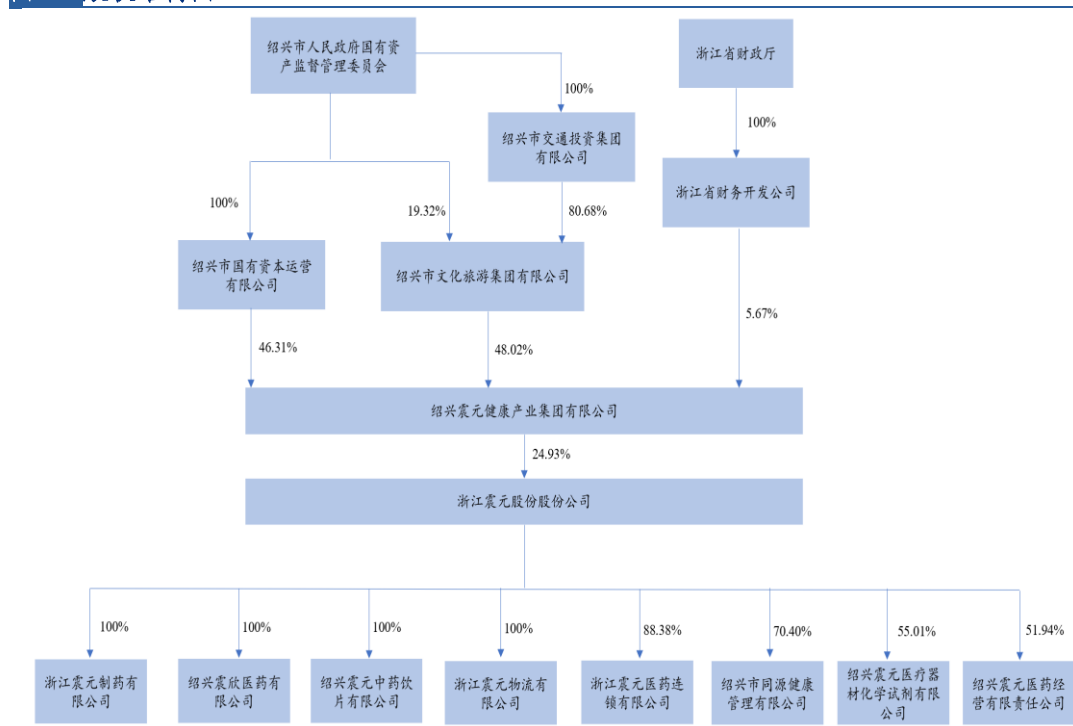 绍兴市人民政府国有资
产监督管理委员会
浙江省财政厅
100%
100%
绍兴市交通投资集团
有限公司
浙江省财务开发公司
100%
19.32%
80.68%
绍兴市国有资本运营
有限公司
绍兴市文化旅游集团有限公司
5.67%
46.31%
48.02%
绍兴震元健康产业集团有限公司
24.93%
浙江震元股份股份公司
100%
100%
100%
100%
88.38%
70.40%
55.01%
51.94%
浙江震元制药有
限公司
绍兴震欣医药有
限公司
绍兴震元中药饮
片有限公司
浙江震元物流有
限公司
浙江震元医药连
锁有限公司
绍兴市同源健康
管理有限公司
绍兴震元医疗器
材化学试剂有限
公司
绍兴震元医药经
营有限责任公司